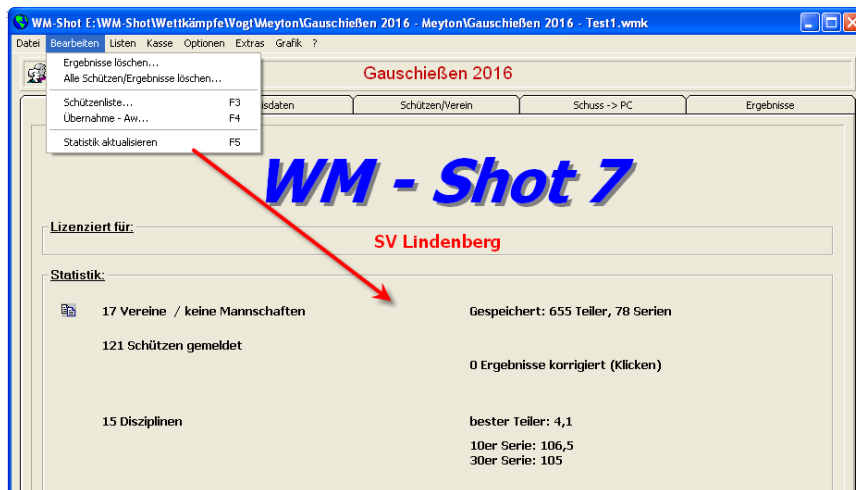 WM-Shot E:\WM-Shot\Wettkämpfe\Vogt\Meyton\Gauschießen 2016 - Meyton\Gauschießen 2016 - Test1.wmk
Datei Bearbeiten Listen Kasse Optionen Extras Grafik ?
Ergebnisse löschen...
Alle Schützen/Ergebnisse löschen...
Schützenliste... F3
Übernahme - Aw... F4
Statistik aktualisieren F5
Gauschießen 2016
isdaten Schützen/Verein Schuss -> PC Ergebnisse
WM - Shot 7
Lizenziert für:
SV Lindenberg
Statistik:
17 Vereine / keine Mannschaften Gespeichert: 655 Teiler, 78 Serien
121 Schützen gemeldet
0 Ergebnisse korrigiert (Klicken)
15 Disziplinen bester Teiler: 4,1
10er Serie: 106,5
30er Serie: 105